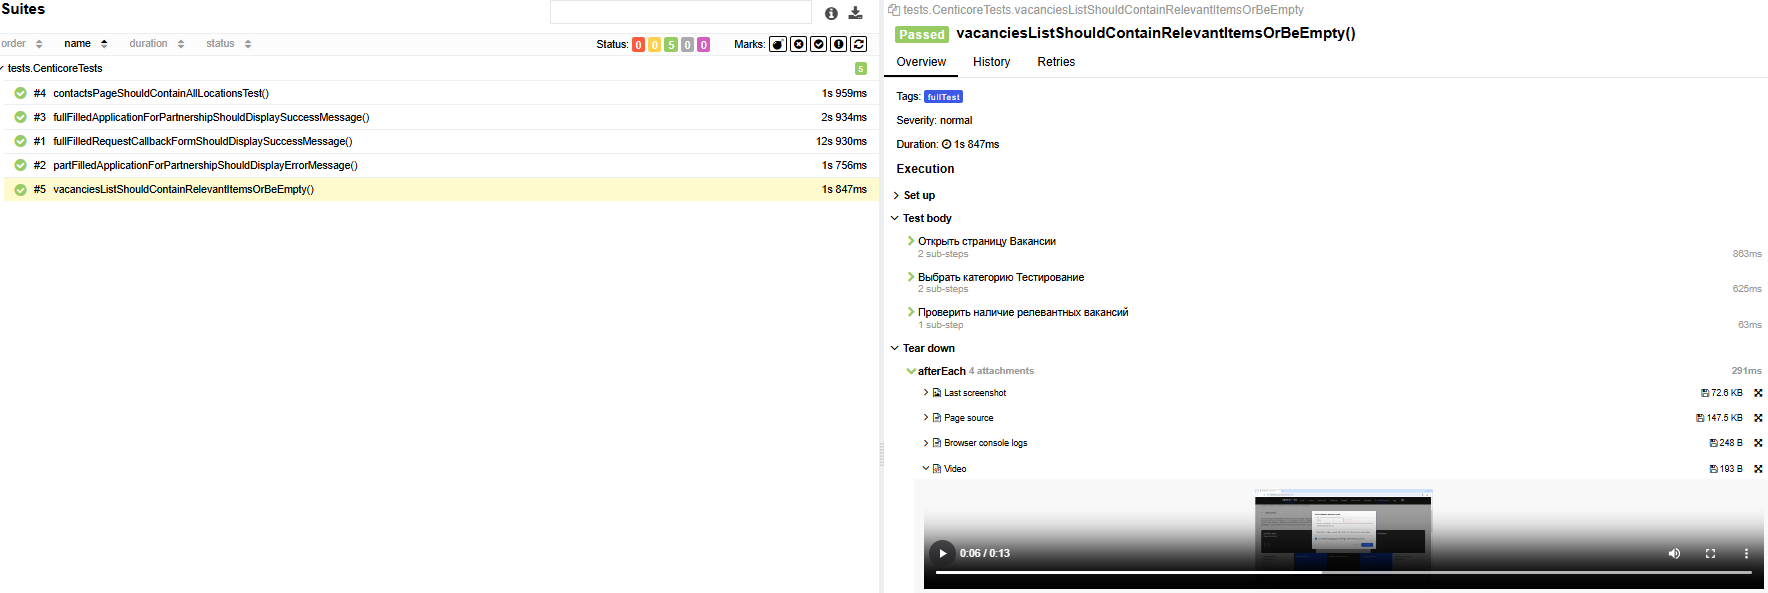 Suites
order name duration status Status: 0 0 5 0 0 Marks:
tests.CenticoreTests 5
#4 contactsPageShouldContainAllLocationsTest() 1s 959ms
#3 fullFilledApplicationForPartnershipShouldDisplaySuccessMessage() 2s 934ms
#1 fullFilledRequestCallbackFormShouldDisplaySuccessMessage() 12s 930ms
#2 partFilledApplicationForPartnershipShouldDisplayErrorMessage() 1s 756ms
#5 vacanciesListShouldContainRelevantItemsOrBeEmpty() 1s 847ms
tests.CenticoreTests.vacanciesListShouldContainRelevantItemsOrBeEmpty
Passed vacanciesListShouldContainRelevantItemsOrBeEmpty()
Overview History Retries
Tags: fullTest
Severity: normal
Duration: 1s 847ms
Execution
Set up
Test body
Открыть страницу Вакансии
2 sub-steps 863ms
Выбрать категорию Тестирование
2 sub-steps 625ms
Проверить наличие релевантных вакансий
1 sub-step 63ms
Tear down
afterEach 4 attachments 291ms
Last screenshot 72.6 KB
Page source 147.5 KB
Browser console logs 248 B
Video 193 B
0:06 / 0:13